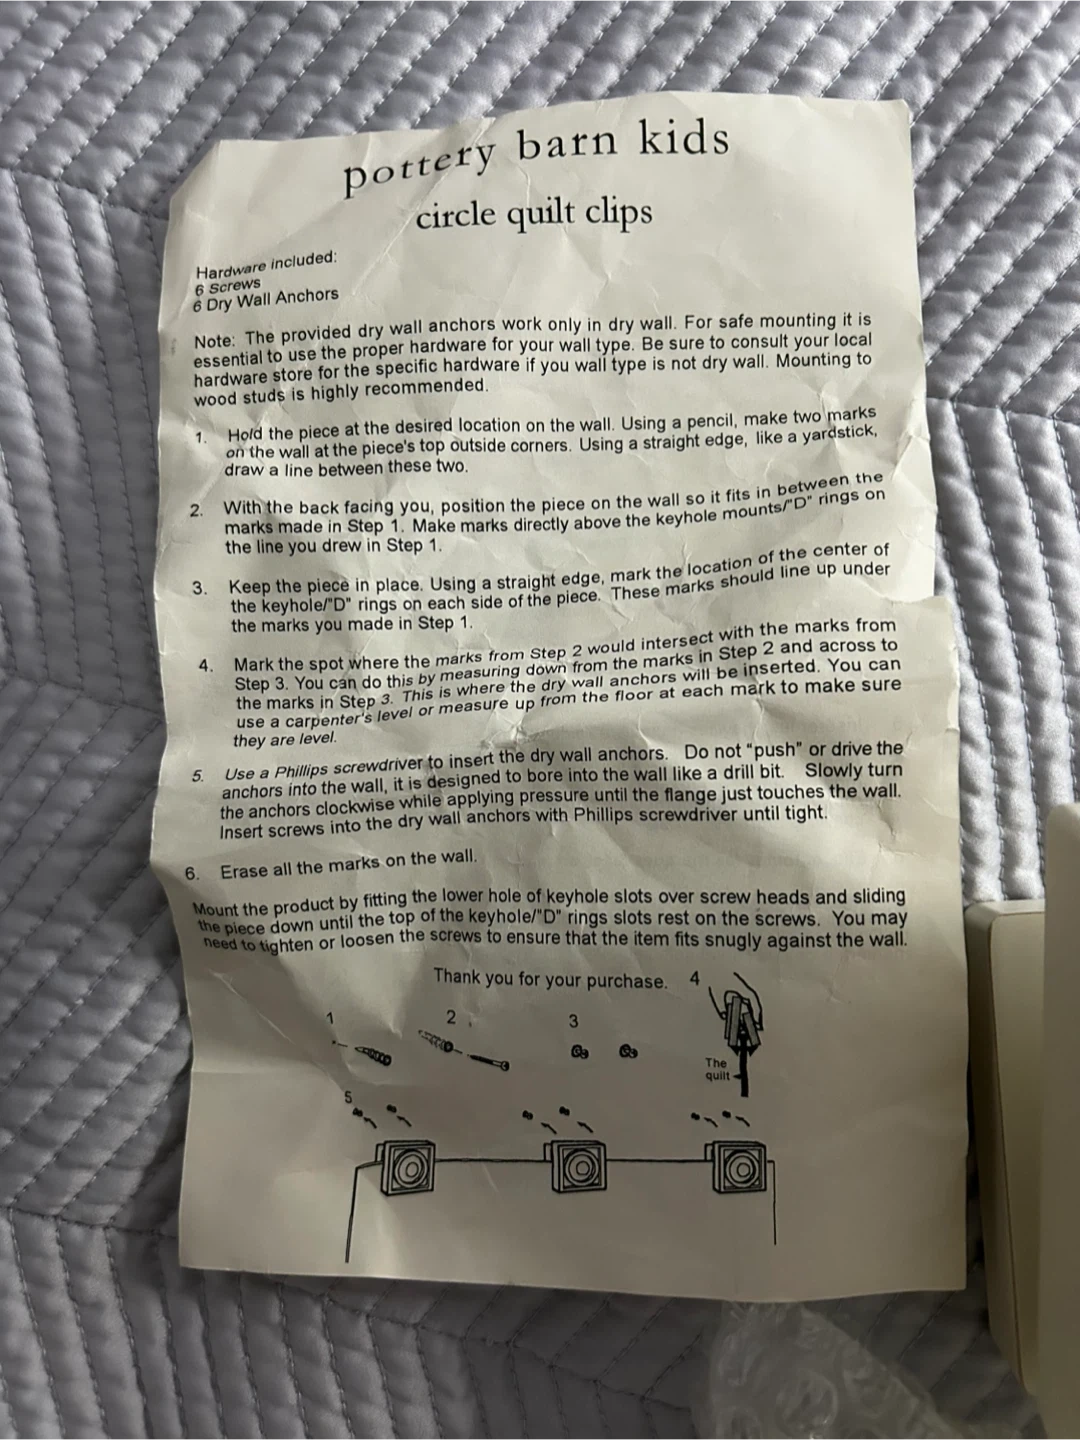 pottery barn kids
circle quilt clips
Hardware included:
6 Screws
6 Dry Wall Anchors
Note: The provided dry wall anchors work only in dry wall. For safe mounting it is
essential to use the proper hardware for your wall type. Be sure to consult your local
hardware store for the specific hardware if you wall type is not dry wall. Mounting to
wood studs is highly recommended.
1. Hold the piece at the desired location on the wall. Using a pencil, make two marks
on the wall at the piece's top outside corners. Using a straight edge, like a yardstick,
draw a line between these two.
2. With the back facing you, position the piece on the wall so it fits in between the
marks made in Step 1. Make marks directly above the keyhole mounts/"D" rings on
the line you drew in Step 1.
3. Keep the piece in place. Using a straight edge, mark the location of the center of
the keyhole/"D" rings on each side of the piece. These marks should line up under
the marks you made in Step 1.
4. Mark the spot where the marks from Step 2 would intersect with the marks from
Step 3. You can do this by measuring down from the marks in Step 2 and across to
the marks in Step 3. This is where the dry wall anchors will be inserted. You can
use a carpenter's level or measure up from the floor at each mark to make sure
they are level.
5. Use a Phillips screwdriver to insert the dry wall anchors. Do not "push" or drive the
anchors into the wall, it is designed to bore into the wall like a drill bit. Slowly turn
the anchors clockwise while applying pressure until the flange just touches the wall.
Insert screws into the dry wall anchors with Phillips screwdriver until tight.
6. Erase all the marks on the wall.
Mount the product by fitting the lower hole of keyhole slots over screw heads and sliding
the piece down until the top of the keyhole/"D" rings slots rest on the screws. You may
need to tighten or loosen the screws to ensure that the item fits snugly against the wall.
Thank you for your purchase. 4
1 2 3
The
quilt
5